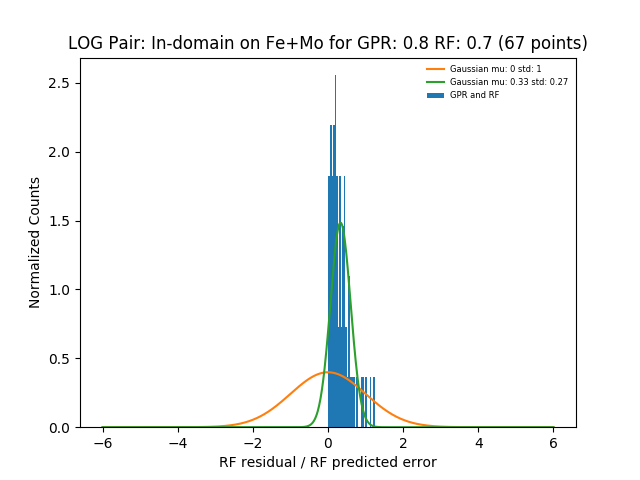 LOG Pair: In-domain on Fe+Mo for GPR: 0.8 RF: 0.7 (67 points)
Gaussian mu: 0 std: 1
Gaussian mu: 0.33 std: 0.27
GPR and RF
Normalized Counts
2.5
2.0
1.5
1.0
0.5
0.0
−6 −4 −2 0 2 4 6
RF residual / RF predicted error